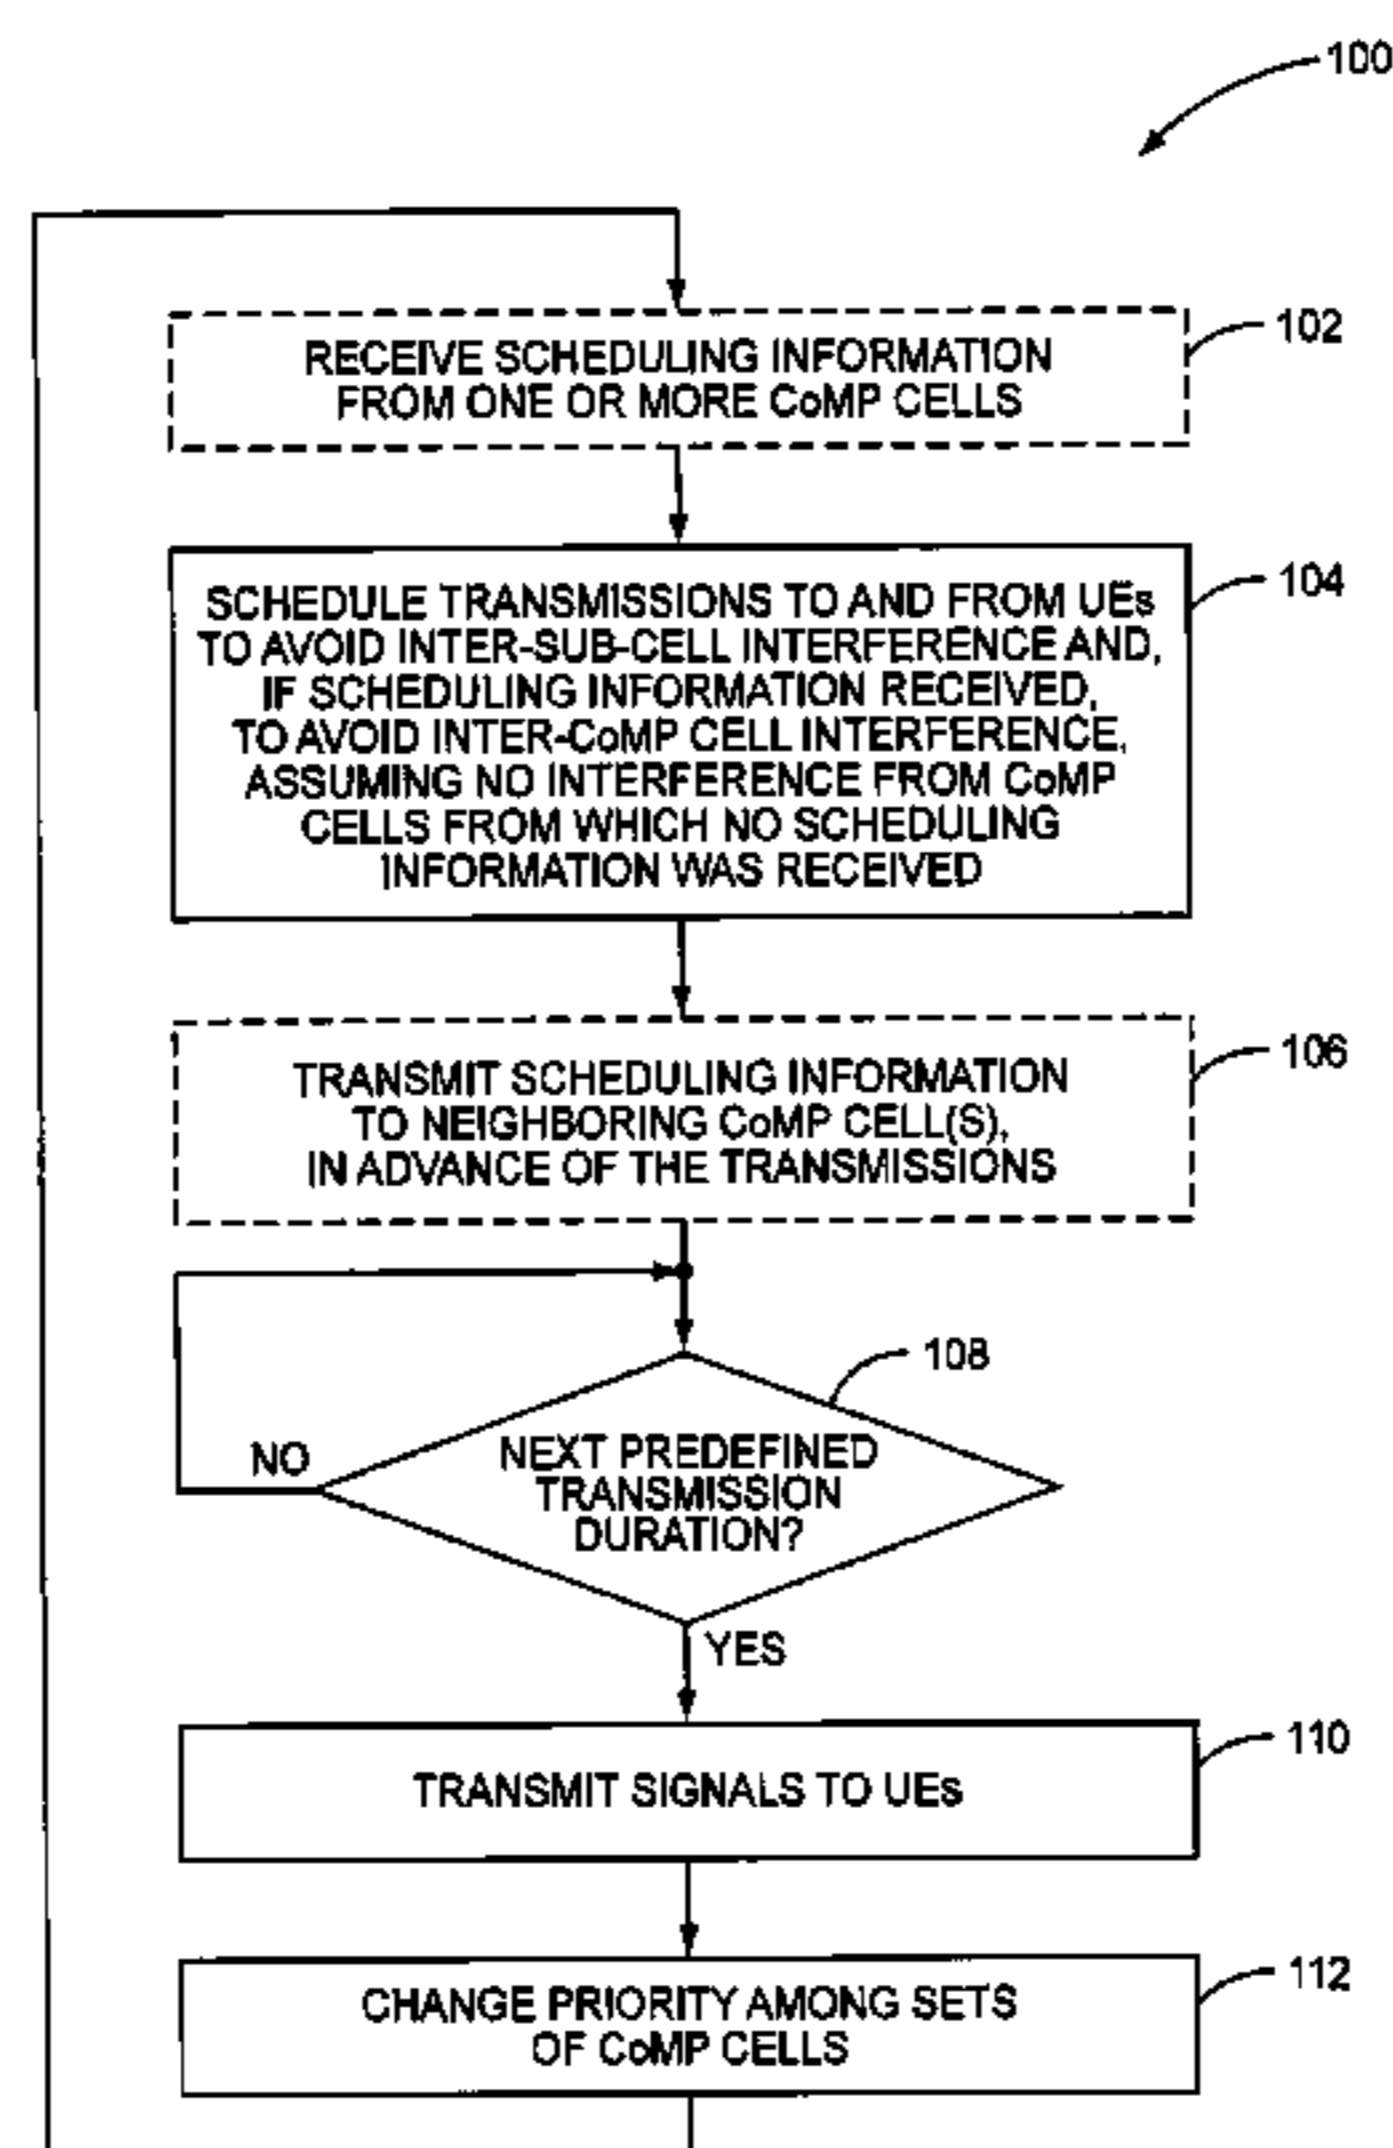 100
102
RECEIVE SCHEDULING INFORMATION
FROM ONE OR MORE CoMP CELLS
104
SCHEDULE TRANSMISSIONS TO AND FROM UEs
TO AVOID INTER-SUB-CELL INTERFERENCE AND,
IF SCHEDULING INFORMATION RECEIVED,
TO AVOID INTER-CoMP CELL INTERFERENCE,
ASSUMING NO INTERFERENCE FROM CoMP
CELLS FROM WHICH NO SCHEDULING
INFORMATION WAS RECEIVED
106
TRANSMIT SCHEDULING INFORMATION
TO NEIGHBORING CoMP CELL(S),
IN ADVANCE OF THE TRANSMISSIONS
108
NO
NEXT PREDEFINED
TRANSMISSION
DURATION?
YES
110
TRANSMIT SIGNALS TO UEs
112
CHANGE PRIORITY AMONG SETS
OF CoMP CELLS